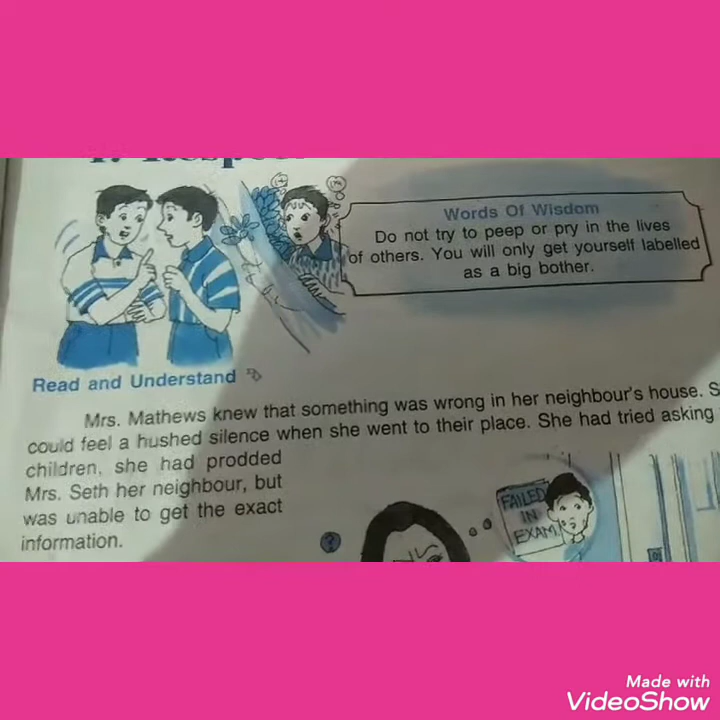 Words Of Wisdom
Do not try to peep or pry in the lives
of others. You will only get yourself labelled
as a big bother.
Read and Understand
Mrs. Mathews knew that something was wrong in her neighbour's house. S
could feel a hushed silence when she went to their place. She had tried asking
children, she had prodded
Mrs. Seth her neighbour, but
was unable to get the exact
information.
FAILED
IN
EXAM
?
Made with
VideoShow